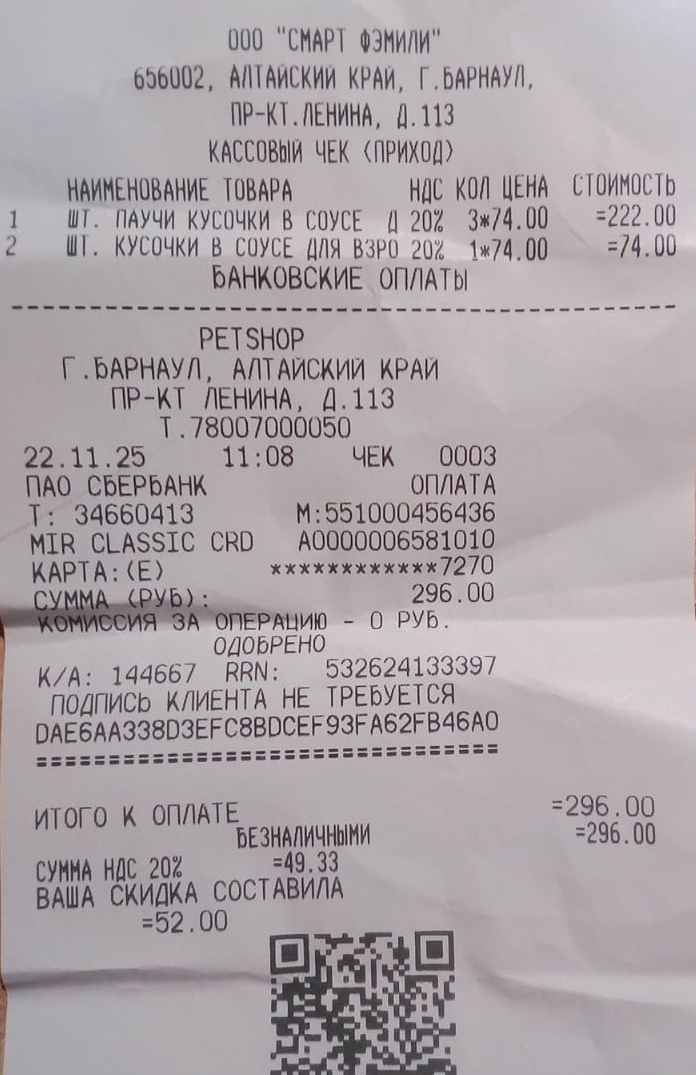 ООО "СМАРТ ФЭМИЛИ"
656002, АЛТАЙСКИЙ КРАЙ, Г.БАРНАУЛ,
ПР-КТ.ЛЕНИНА, Д.113
КАССОВЫЙ ЧЕК (ПРИХОД)
НАИМЕНОВАНИЕ ТОВАРА НДС КОЛ ЦЕНА СТОИМОСТЬ
1 ШТ. ПАУЧИ КУСОЧКИ В СОУСЕ Д 20% 3*74.00 =222.00
2 ШТ. КУСОЧКИ В СОУСЕ ДЛЯ ВЗРО 20% 1*74.00 =74.00
БАНКОВСКИЕ ОПЛАТЫ
PETSHOP
Г.БАРНАУЛ, АЛТАЙСКИЙ КРАЙ
ПР-КТ ЛЕНИНА, Д.113
Т.78007000050
22.11.25 11:08 ЧЕК 0003
ПАО СБЕРБАНК ОПЛАТА
Т: 34660413 М:551000456436
MIR CLASSIC CRD A0000006581010
КАРТА:(E) ************7270
СУММА (РУБ): 296.00
КОМИССИЯ ЗА ОПЕРАЦИЮ - 0 РУБ.
ОДОБРЕНО
К/А: 144667 RRN: 532624133397
ПОДПИСЬ КЛИЕНТА НЕ ТРЕБУЕТСЯ
DAE6AA338D3EFC8BDCEF93FA62FB46A0
================================
ИТОГО К ОПЛАТЕ =296.00
БЕЗНАЛИЧНЫМИ =296.00
СУММА НДС 20% =49.33
ВАША СКИДКА СОСТАВИЛА
=52.00